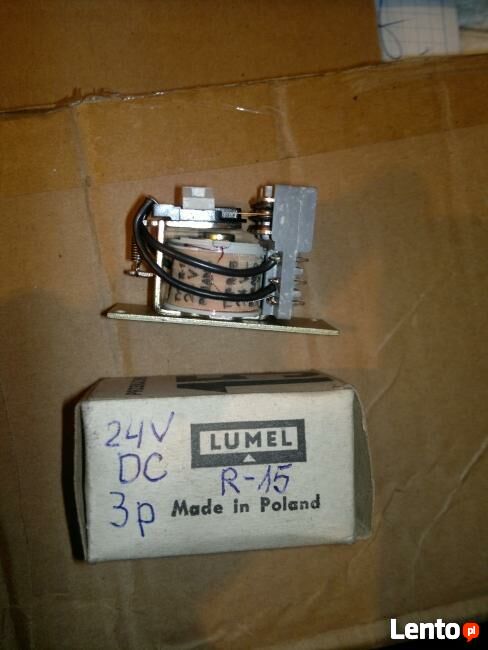 24V
DC
3p
LUMEL
R-15
Made in Poland
Lento.pl